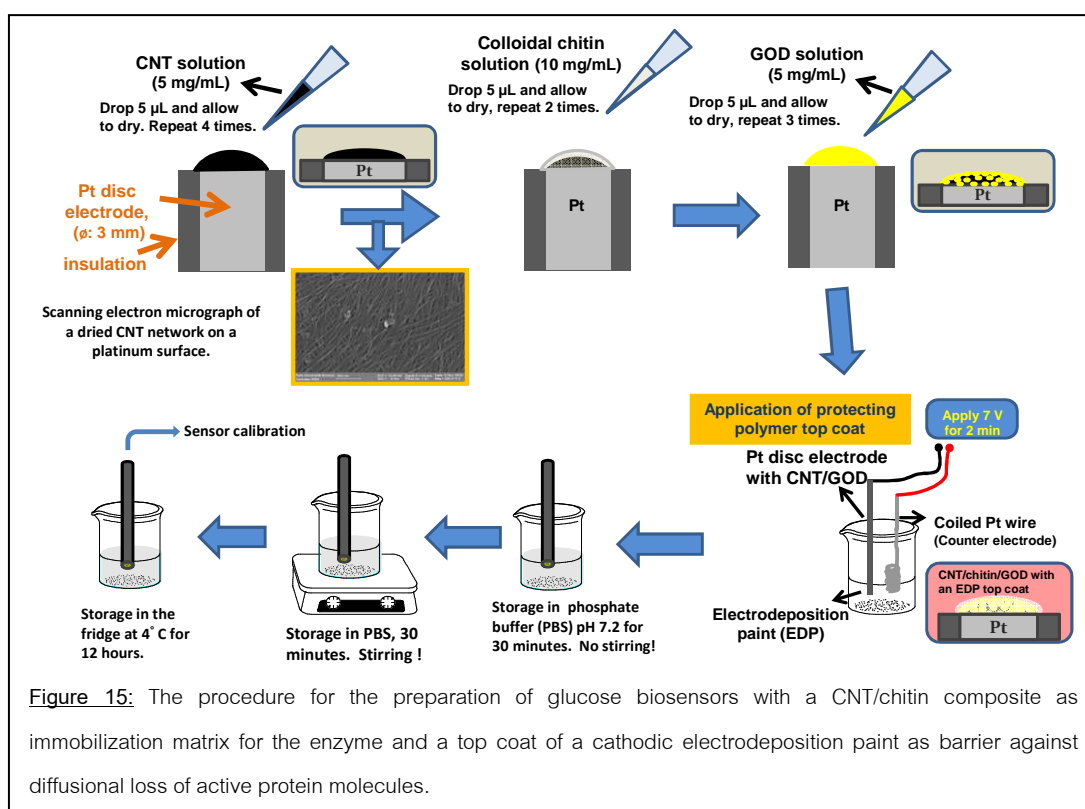 CNT solution
(5 mg/mL)
Drop 5 µL and allow
to dry. Repeat 4 times.
Pt
Pt disc
electrode,
(ø: 3 mm)
insulation
Scanning electron micrograph of
a dried CNT network on a
platinum surface.
Colloidal chitin
solution (10 mg/mL)
Drop 5 µL and allow
to dry, repeat 2 times.
Pt
GOD solution
(5 mg/mL)
Drop 5 µL and allow
to dry, repeat 3 times.
Pt
Pt
Application of protecting
polymer top coat
Apply 7 V
for 2 min
Pt disc electrode
with CNT/GOD
Coiled Pt wire
(Counter electrode)
CNT/chitin/GOD with
an EDP top coat
Pt
Electrodeposition
paint (EDP)
Storage in phosphate
buffer (PBS) pH 7.2 for
30 minutes. No stirring!
Storage in PBS, 30
minutes. Stirring !
Sensor calibration
Storage in the
fridge at 4° C for
12 hours.
Figure 15: The procedure for the preparation of glucose biosensors with a CNT/chitin composite as
immobilization matrix for the enzyme and a top coat of a cathodic electrodeposition paint as barrier against
diffusional loss of active protein molecules.